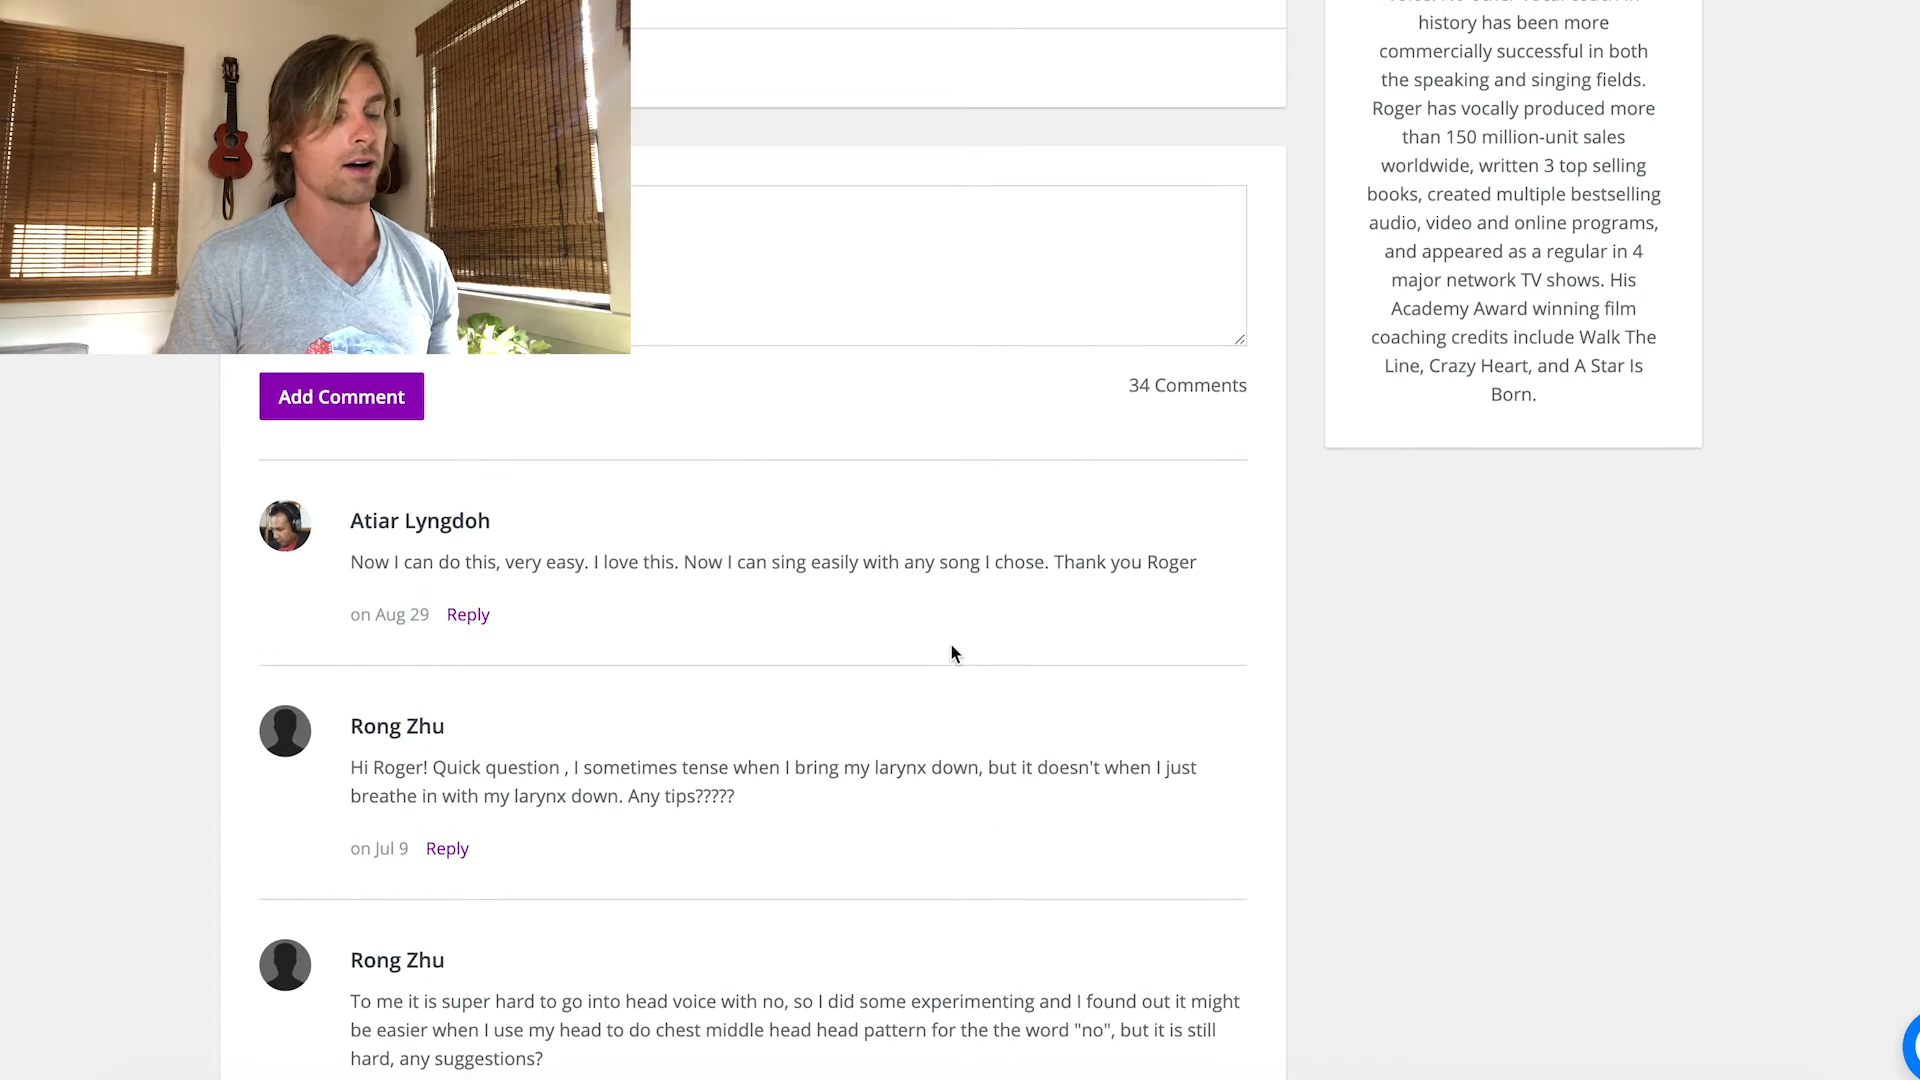 history has been more
commercially successful in both
the speaking and singing fields.
Roger has vocally produced more
than 150 million-unit sales
worldwide, written 3 top selling
books, created multiple bestselling
audio, video and online programs,
and appeared as a regular in 4
major network TV shows. His
Academy Award winning film
coaching credits include Walk The
Line, Crazy Heart, and A Star Is
Born.
Add Comment
34 Comments
Atiar Lyngdoh
Now I can do this, very easy. I love this. Now I can sing easily with any song I chose. Thank you Roger
on Aug 29 Reply
Rong Zhu
Hi Roger! Quick question , I sometimes tense when I bring my larynx down, but it doesn't when I just
breathe in with my larynx down. Any tips?????
on Jul 9 Reply
Rong Zhu
To me it is super hard to go into head voice with no, so I did some experimenting and I found out it might
be easier when I use my head to do chest middle head head pattern for the the word "no", but it is still
hard, any suggestions?